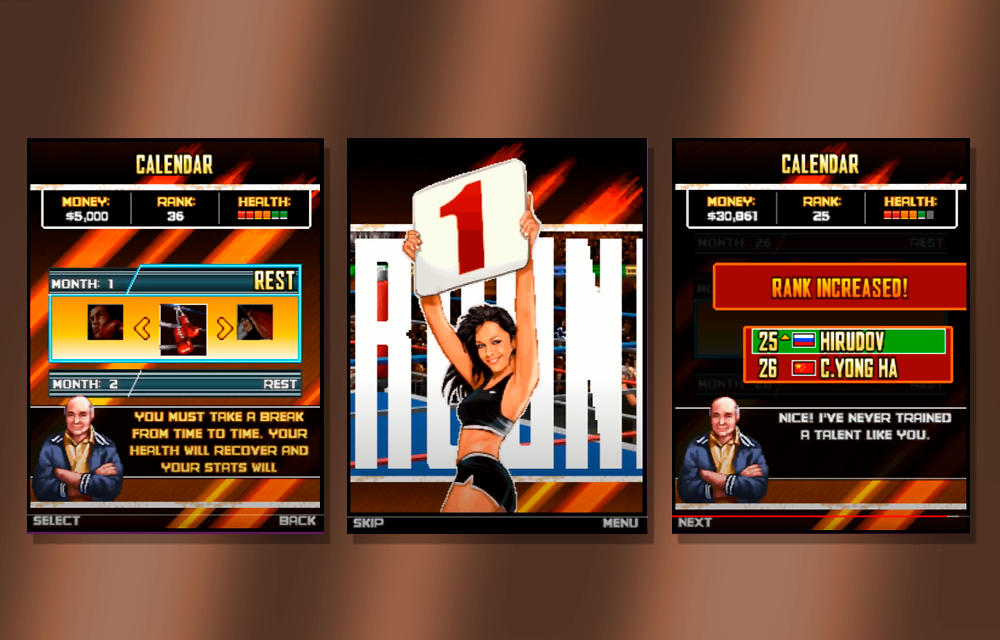 CALENDAR
MONEY: RANK: HEALTH:
$5,000 36
MONTH: 1 REST
MONTH: 2 REST
YOU MUST TAKE A BREAK
FROM TIME TO TIME. YOUR
HEALTH WILL RECOVER AND
YOUR STATS WILL
SELECT BACK
1
SKIP MENU
CALENDAR
MONEY: RANK: HEALTH:
$30,861 25
MONTH: 26 REST
RANK INCREASED!
25 HIRUDOV
26 C.YONG HA
NICE! I'VE NEVER TRAINED
A TALENT LIKE YOU.
NEXT